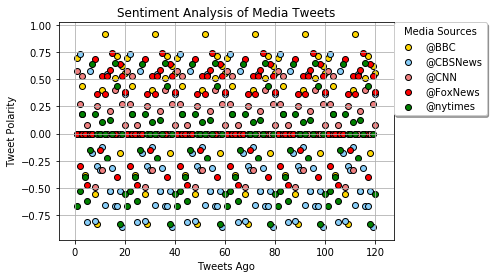 Sentiment Analysis of Media Tweets
Media Sources
@BBC
@CBSNews
@CNN
@FoxNews
@nytimes
Tweet Polarity
1.00
0.75
0.50
0.25
0.00
−0.25
−0.50
−0.75
0 20 40 60 80 100 120
Tweets Ago